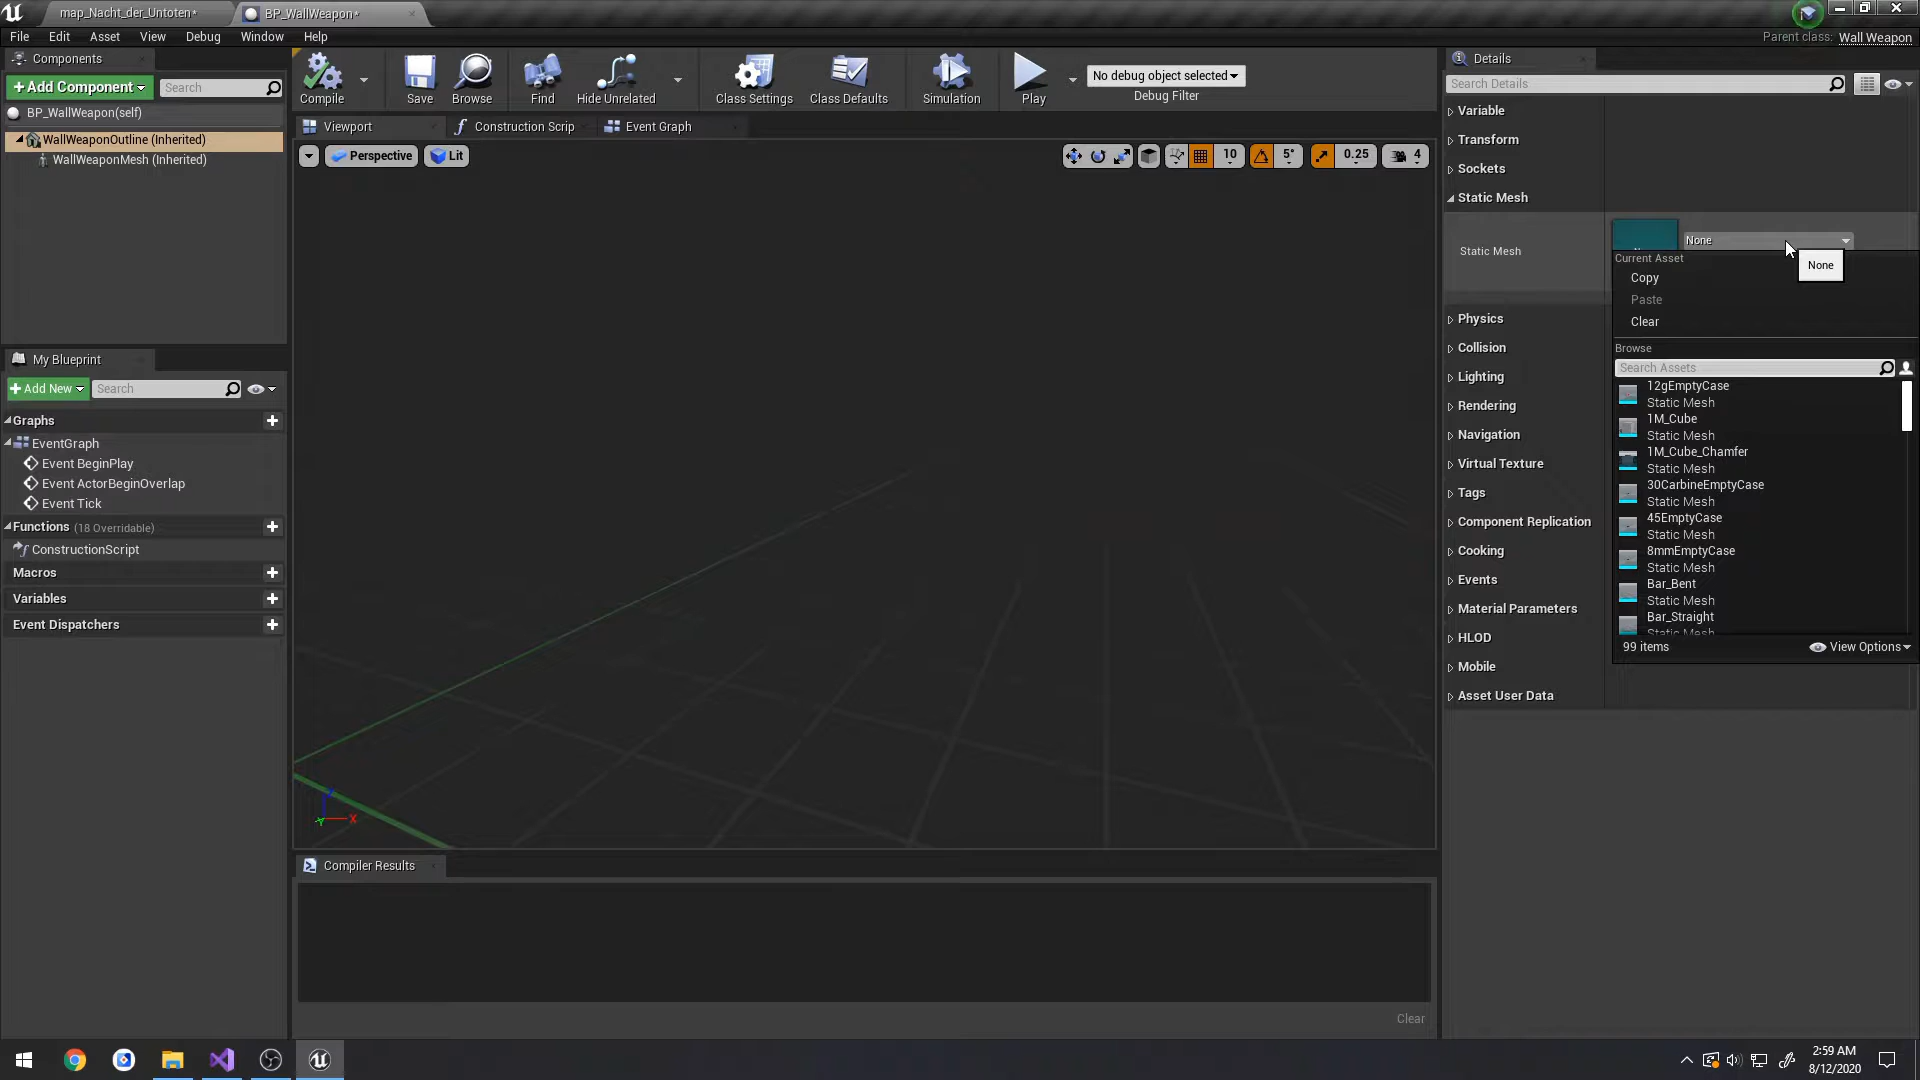 map_Nacht_der_Untoten*
BP_WallWeapon*
File Edit Asset View Debug Window Help
Parent class: Wall Weapon
Components
+Add Component
Search
BP_WallWeapon(self)
WallWeaponOutline (Inherited)
WallWeaponMesh (Inherited)
My Blueprint
+Add New
Search
Graphs
EventGraph
Event BeginPlay
Event ActorBeginOverlap
Event Tick
Functions (18 Overridable)
ConstructionScript
Macros
Variables
Event Dispatchers
Compile Save Browse Find Hide Unrelated Class Settings Class Defaults Simulation Play
No debug object selected
Debug Filter
Viewport
Construction Scrip
Event Graph
Perspective
Lit
10
5°
0.25
4
Z
Y
X
Compiler Results
Clear
Details
Search Details
Variable
Transform
Sockets
Static Mesh
Static Mesh
None
None
Current Asset
Copy
Paste
Clear
Browse
Search Assets
12gEmptyCase
Static Mesh
1M_Cube
Static Mesh
1M_Cube_Chamfer
Static Mesh
30CarbineEmptyCase
Static Mesh
45EmptyCase
Static Mesh
8mmEmptyCase
Static Mesh
Bar_Bent
Static Mesh
Bar_Straight
Static Mesh
99 items
View Options
Physics
Collision
Lighting
Rendering
Navigation
Virtual Texture
Tags
Component Replication
Cooking
Events
Material Parameters
HLOD
Mobile
Asset User Data
2:59 AM
8/12/2020